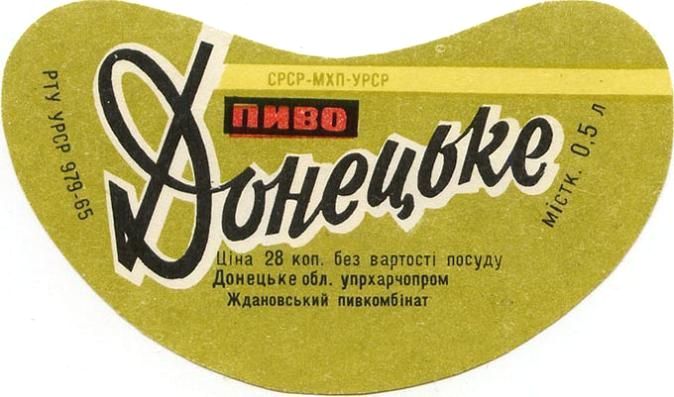 СРСР-МХП-УРСР
ПИВО
Донецьке
РТУ УРСР 979-65
містк. 0,5 л
Ціна 28 коп. без вартості посуду
Донецьке обл. упрхарчопром
Ждановський пивкомбінат